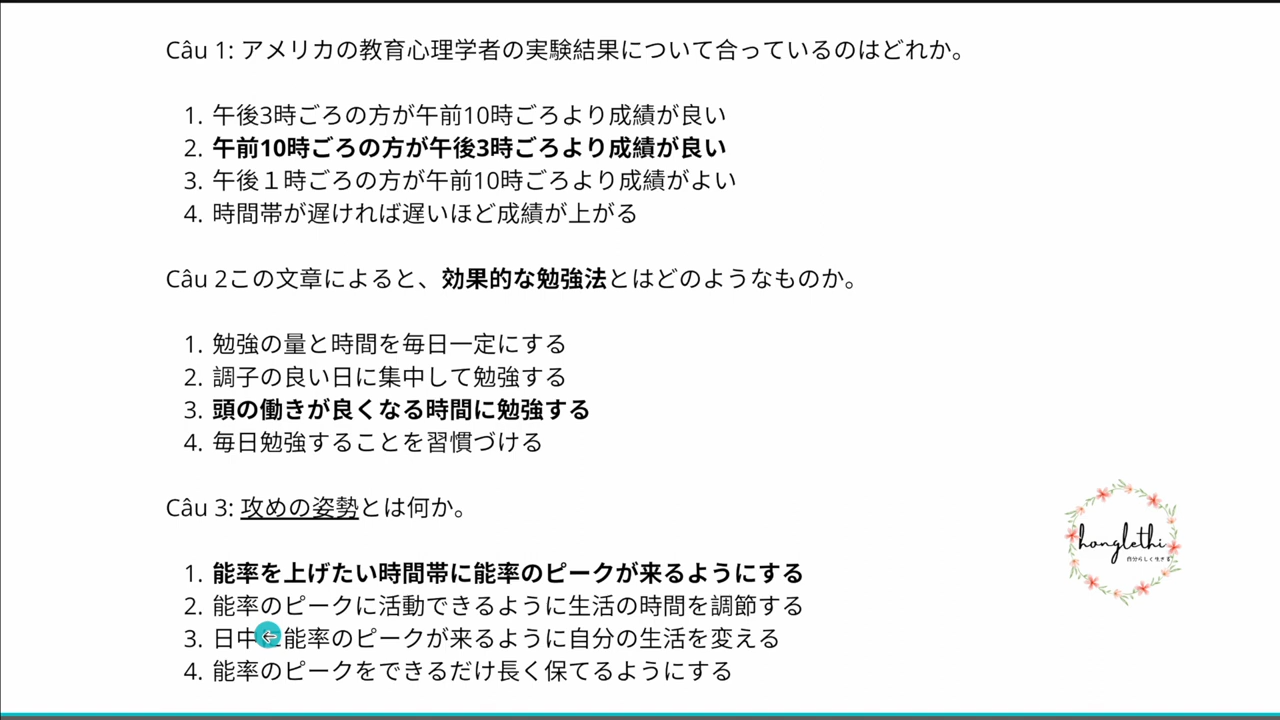 Câu 1: アメリカの教育心理学者の実験結果について合っているのはどれか。
1. 午後3時ごろの方が午前10時ごろより成績が良い
2. 午前10時ごろの方が午後3時ごろより成績が良い
3. 午後１時ごろの方が午前10時ごろより成績がよい
4. 時間帯が遅ければ遅いほど成績が上がる
Câu 2この文章によると、効果的な勉強法とはどのようなものか。
1. 勉強の量と時間を毎日一定にする
2. 調子の良い日に集中して勉強する
3. 頭の働きが良くなる時間に勉強する
4. 毎日勉強することを習慣づける
Câu 3: 攻めの姿勢とは何か。
1. 能率を上げたい時間帯に能率のピークが来るようにする
2. 能率のピークに活動できるように生活の時間を調節する
3. 日中に能率のピークが来るように自分の生活を変える
4. 能率のピークをできるだけ長く保てるようにする
honglethi
自分らしく生きる